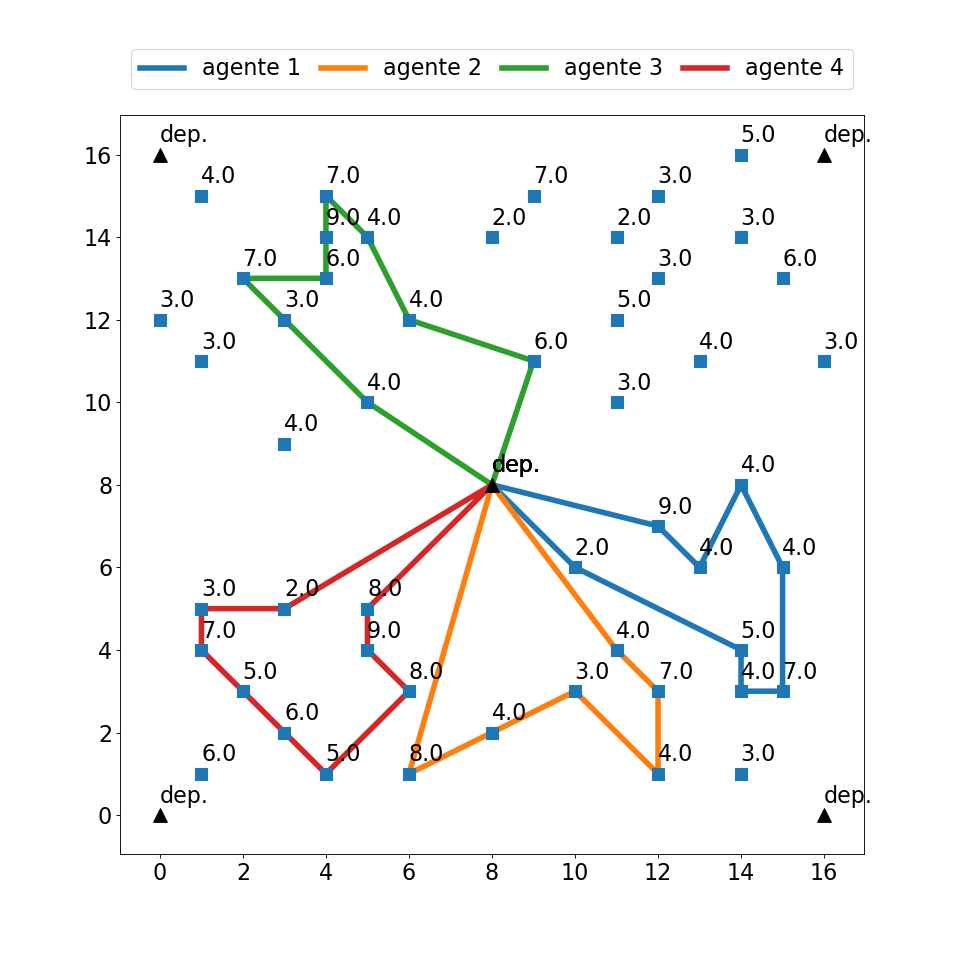 agente 1 agente 2 agente 3 agente 4
dep. 5.0 dep.
16
4.0 7.0 7.0 3.0
9.0 4.0 2.0 2.0 3.0
14
7.0 6.0 3.0 6.0
3.0 3.0 4.0 5.0
12
3.0 6.0 4.0 3.0
4.0 3.0
10
4.0
dep. 4.0
8
9.0
2.0 4.0 4.0
6
3.0 2.0 8.0
7.0 9.0 4.0 5.0
4
5.0 8.0 3.0 7.0 4.0 7.0
6.0 4.0
2
6.0 5.0 8.0 4.0 3.0
dep. dep.
0
0 2 4 6 8 10 12 14 16